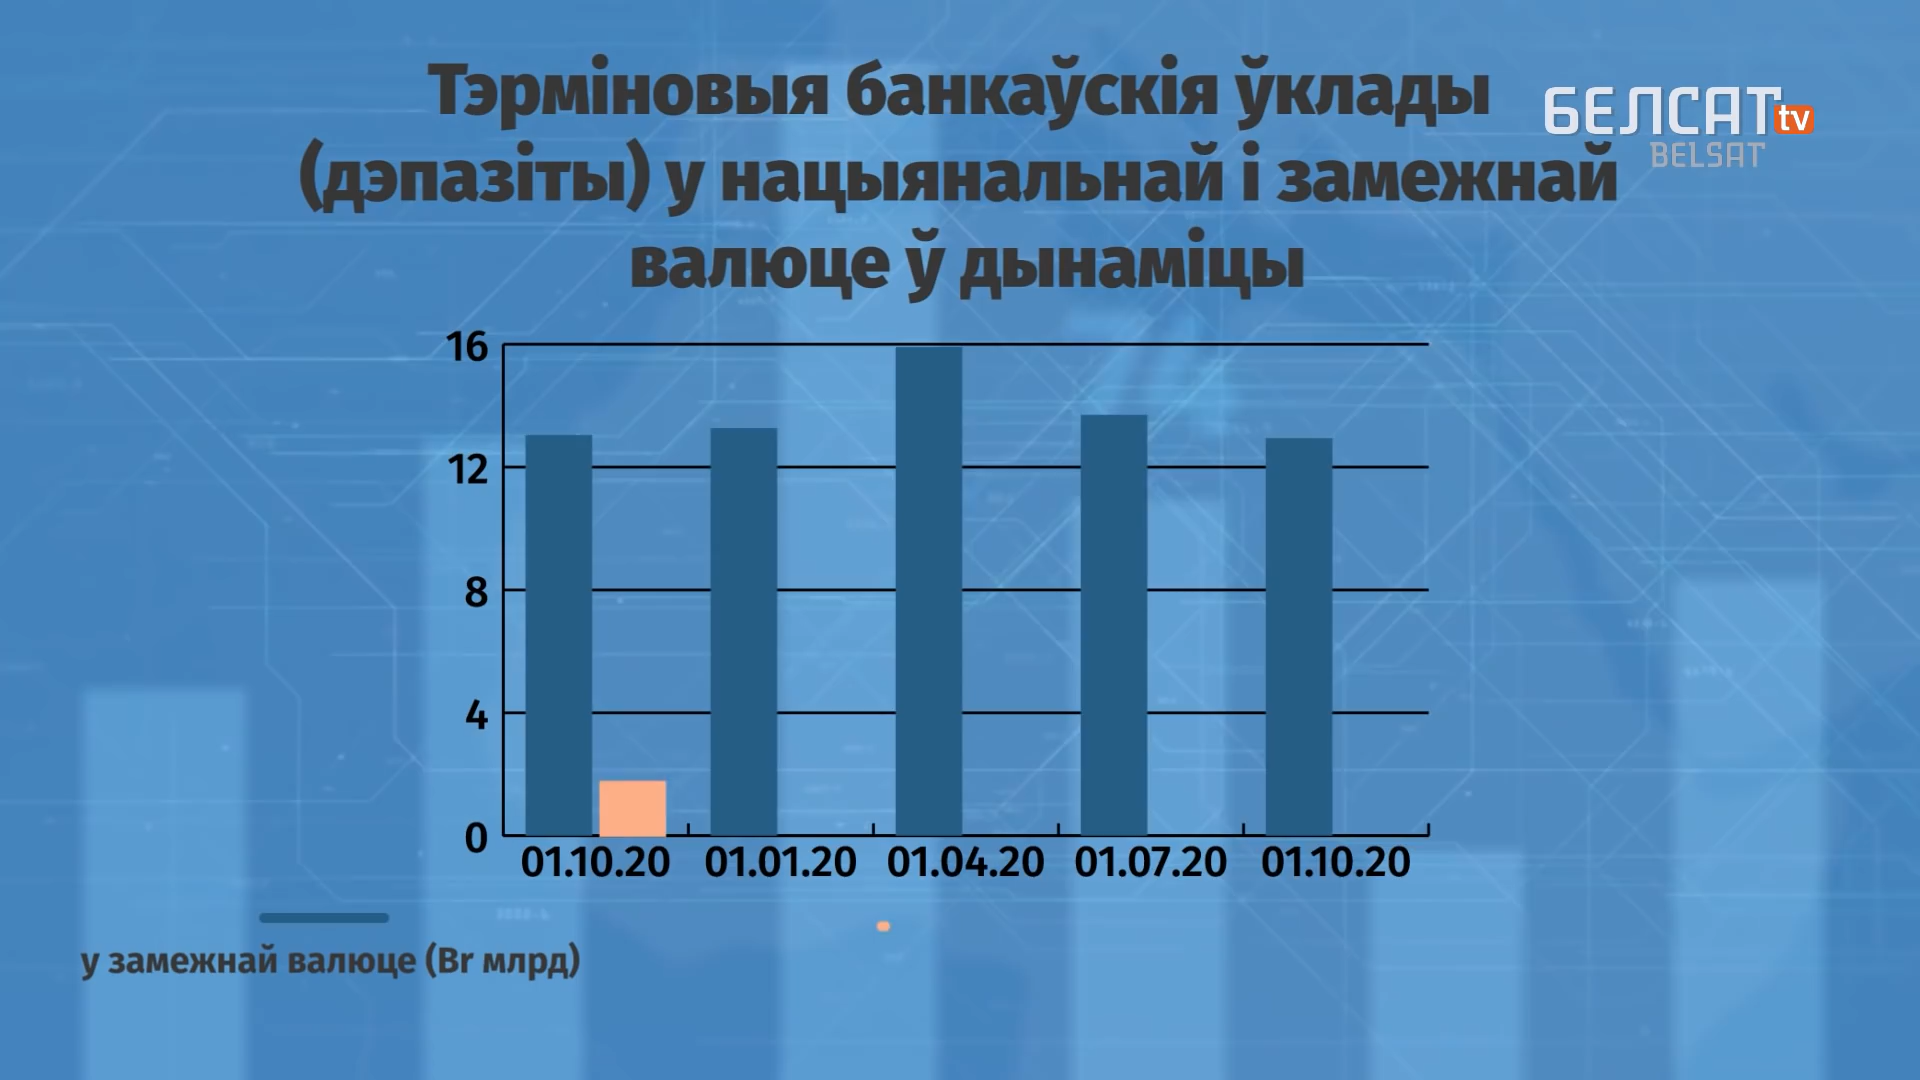 Тэрміновыя банкаўскія ўклады
(дэпазіты) у нацыянальнай і замежнай
валюце ў дынаміцы
БЕЛСАТ tv
BELSAT
16
12
8
4
0
01.10.20 01.01.20 01.04.20 01.07.20 01.10.20
у замежнай валюце (Br млрд)